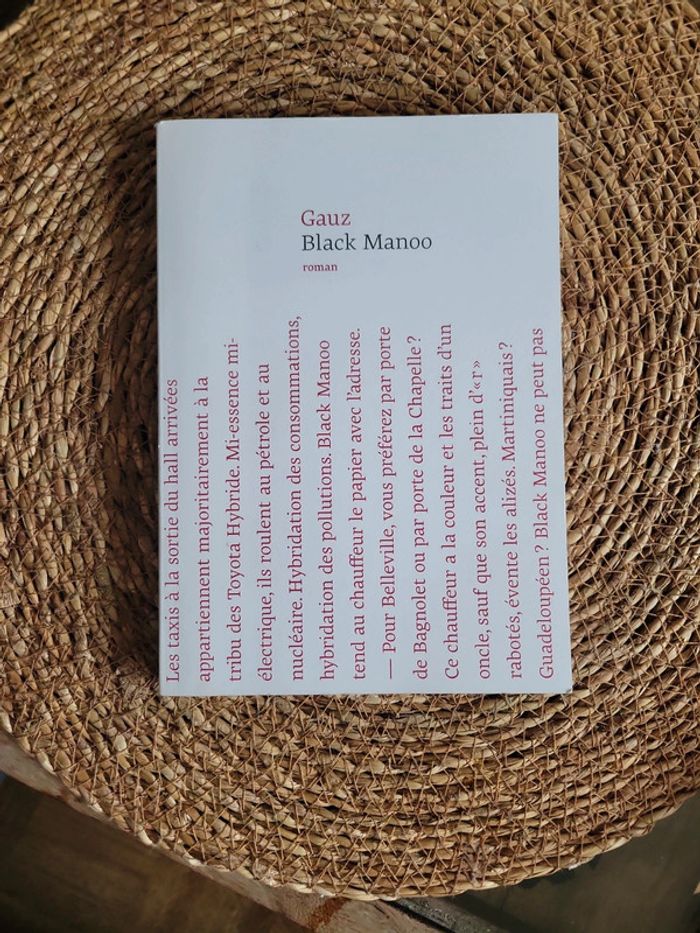 Gauz
Black Manoo
roman
Les taxis à la sortie du hall arrivées
appartiennent majoritairement à la
tribu des Toyota Hybride. Mi-essence mi-
élecrrique, ils roulent au pétrole et au
nucléaire. Hybridation des consommations,
hybridation des pollutions. Black Manoo
tend au chauffeur le papier avec l'adresse.
— Pour Belleville, vous préférez par porte
de Bagnolet ou par porte de la Chapelle ?
Ce chauffeur a la couleur et les traits d'un
oncle, sauf que son accent, plein d'« r »
rabotés, évente les alizés. Martiniquais ?
Guadeloupéen ? Black Manoo ne peut pas